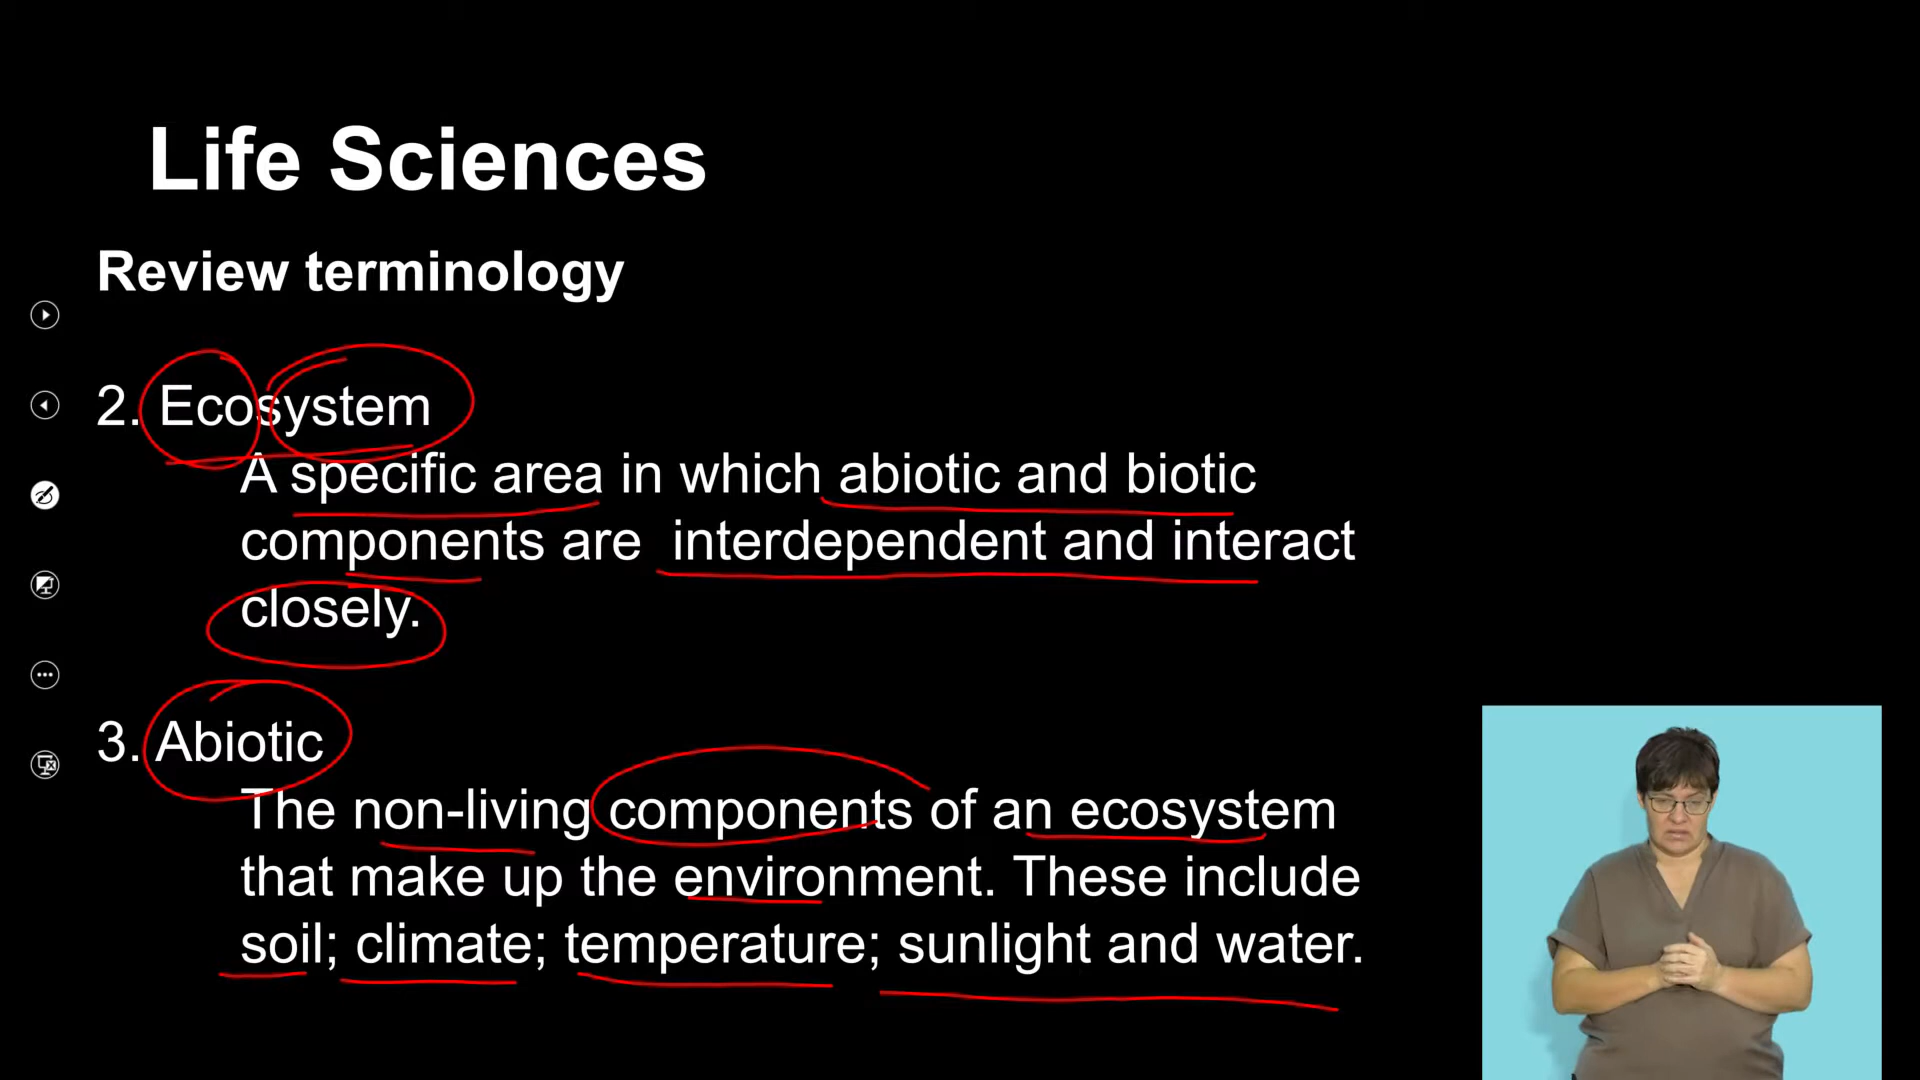 Life Sciences
Review terminology
2. Ecosystem
A specific area in which abiotic and biotic
components are interdependent and interact
closely.
3. Abiotic
The non-living components of an ecosystem
that make up the environment. These include
soil; climate; temperature; sunlight and water.